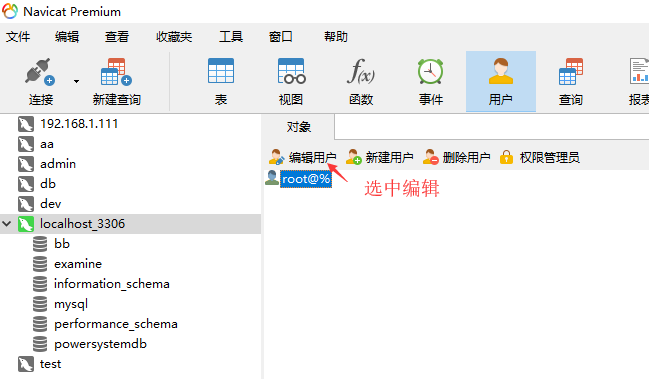 Navicat Premium
文件 编辑 查看 收藏夹 工具 窗口 帮助
f(x)
连接 新建查询 表 视图 函数 事件 用户 查询 报表
192.168.1.111
aa
admin
db
dev
localhost_3306
bb
examine
information_schema
mysql
performance_schema
powersystemdb
test
对象
编辑用户 新建用户 删除用户 权限管理员
root@%
选中编辑